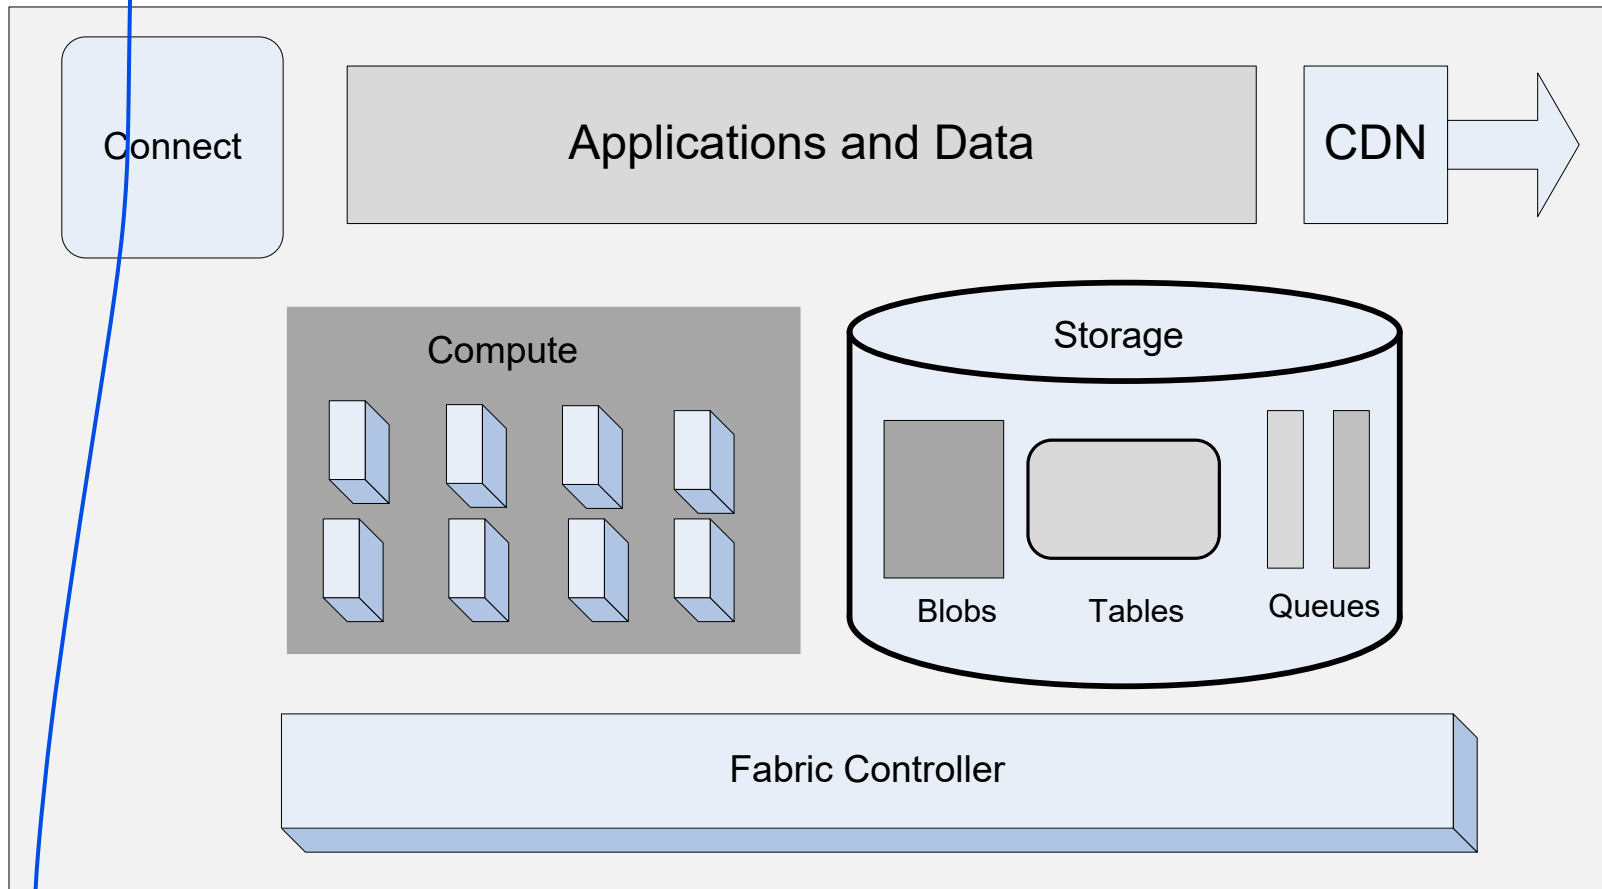 Connect
Applications and Data
CDN
Compute
Storage
Blobs
Tables
Queues
Fabric Controller